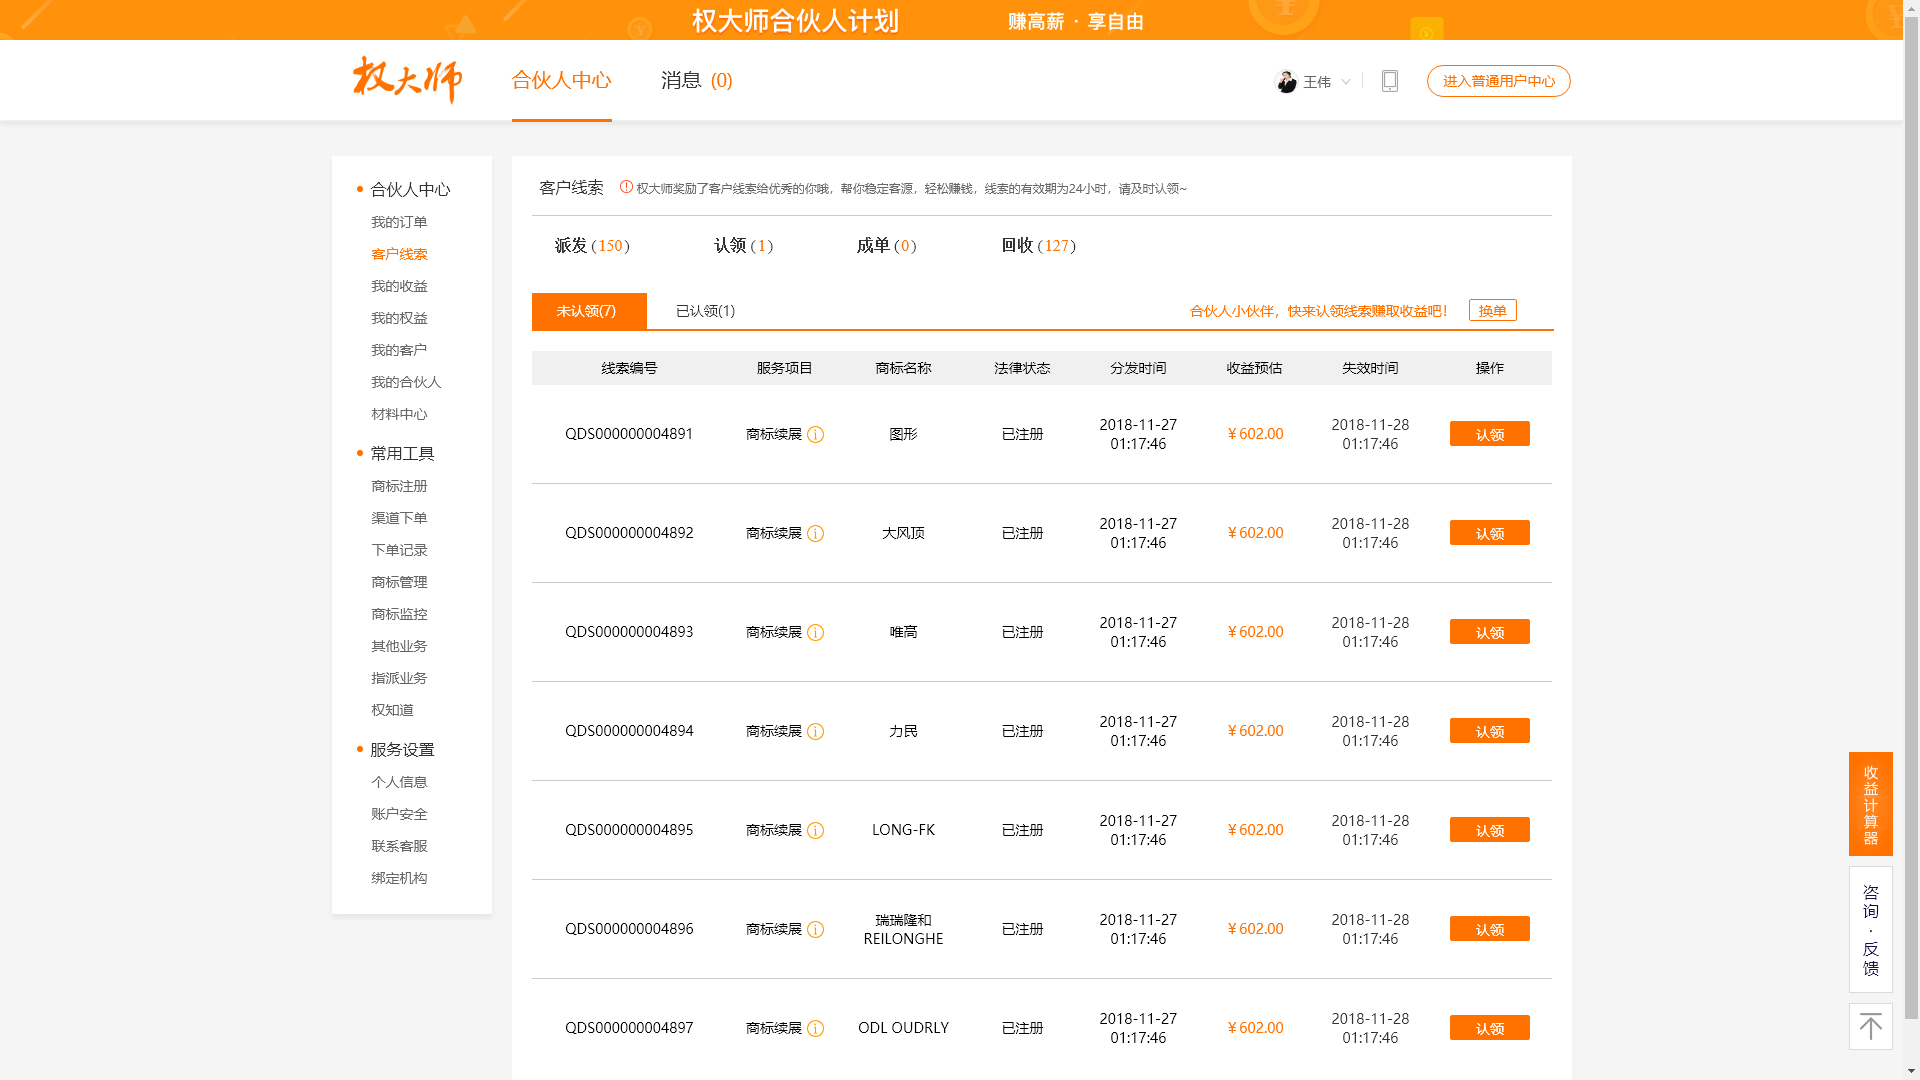 权大师合伙人计划 赚高薪 · 享自由
权大师 合伙人中心 消息 (0) 王伟 进入普通用户中心
合伙人中心
我的订单
客户线索
我的收益
我的权益
我的客户
我的合伙人
材料中心
常用工具
商标注册
渠道下单
下单记录
商标管理
商标监控
其他业务
指派业务
权知道
服务设置
个人信息
账户安全
联系客服
绑定机构
客户线索 权大师奖励了客户线索给优秀的你哦，帮你稳定客源，轻松赚钱，线索的有效期为24小时，请及时认领~
派发 (150) 认领 (1) 成单 (0) 回收 (127)
未认领(7) 已认领(1) 合伙人小伙伴，快来认领线索赚取收益吧！ 换单
线索编号 服务项目 商标名称 法律状态 分发时间 收益预估 失效时间 操作
QDS000000004891 商标续展 图形 已注册 2018-11-27 01:17:46 ￥602.00 2018-11-28 01:17:46 认领
QDS000000004892 商标续展 大风顶 已注册 2018-11-27 01:17:46 ￥602.00 2018-11-28 01:17:46 认领
QDS000000004893 商标续展 唯高 已注册 2018-11-27 01:17:46 ￥602.00 2018-11-28 01:17:46 认领
QDS000000004894 商标续展 力民 已注册 2018-11-27 01:17:46 ￥602.00 2018-11-28 01:17:46 认领
QDS000000004895 商标续展 LONG-FK 已注册 2018-11-27 01:17:46 ￥602.00 2018-11-28 01:17:46 认领
QDS000000004896 商标续展 瑞瑞隆和 REILONGHE 已注册 2018-11-27 01:17:46 ￥602.00 2018-11-28 01:17:46 认领
QDS000000004897 商标续展 ODL OUDRLY 已注册 2018-11-27 01:17:46 ￥602.00 2018-11-28 01:17:46 认领
收益计算器
咨询·反馈